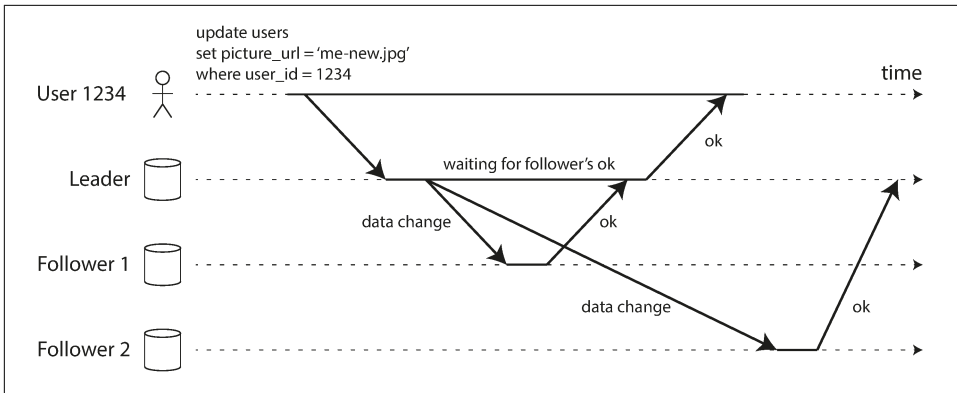 update users
set picture_url = ‘me-new.jpg’
where user_id = 1234
time
User 1234
ok
waiting for follower’s ok
Leader
data change
ok
Follower 1
data change
ok
Follower 2